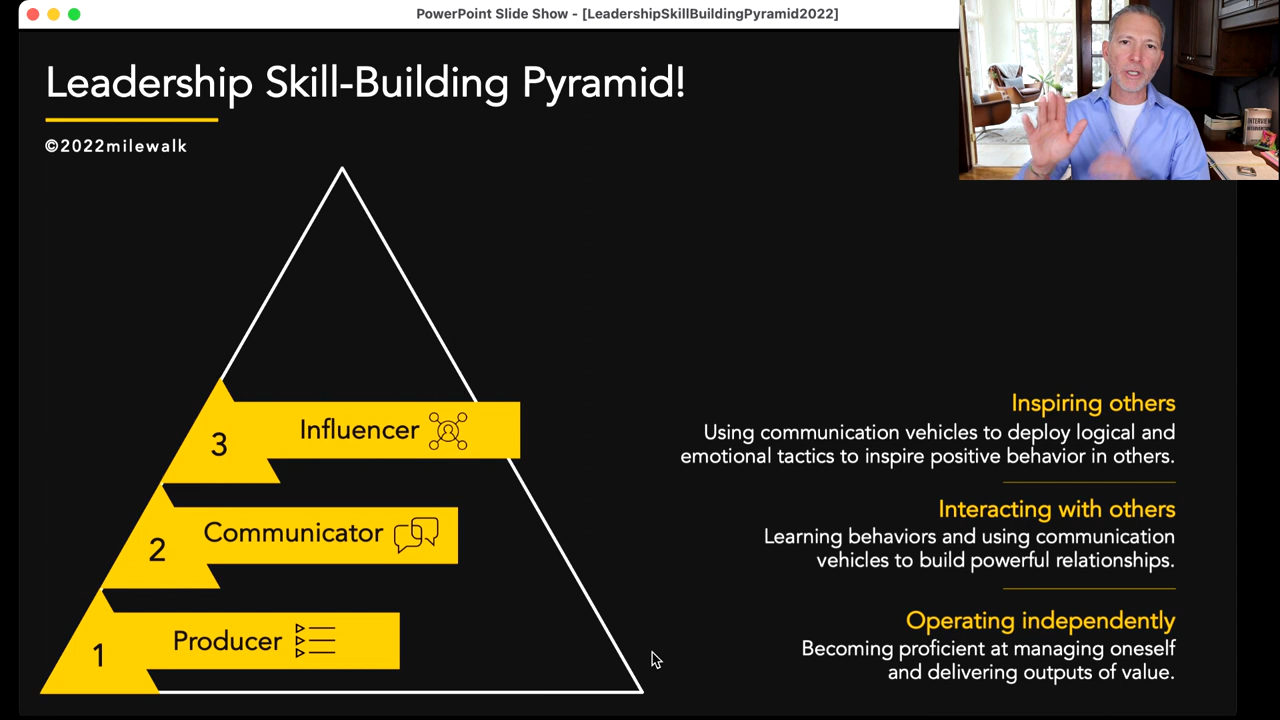 PowerPoint Slide Show - [LeadershipSkillBuildingPyramid2022]
Leadership Skill-Building Pyramid!
©2022milewalk
INTERVIEW
INTERVENTION
3
Influencer
Inspiring others
Using communication vehicles to deploy logical and
emotional tactics to inspire positive behavior in others.
2
Communicator
Interacting with others
Learning behaviors and using communication
vehicles to build powerful relationships.
1
Producer
Operating independently
Becoming proficient at managing oneself
and delivering outputs of value.